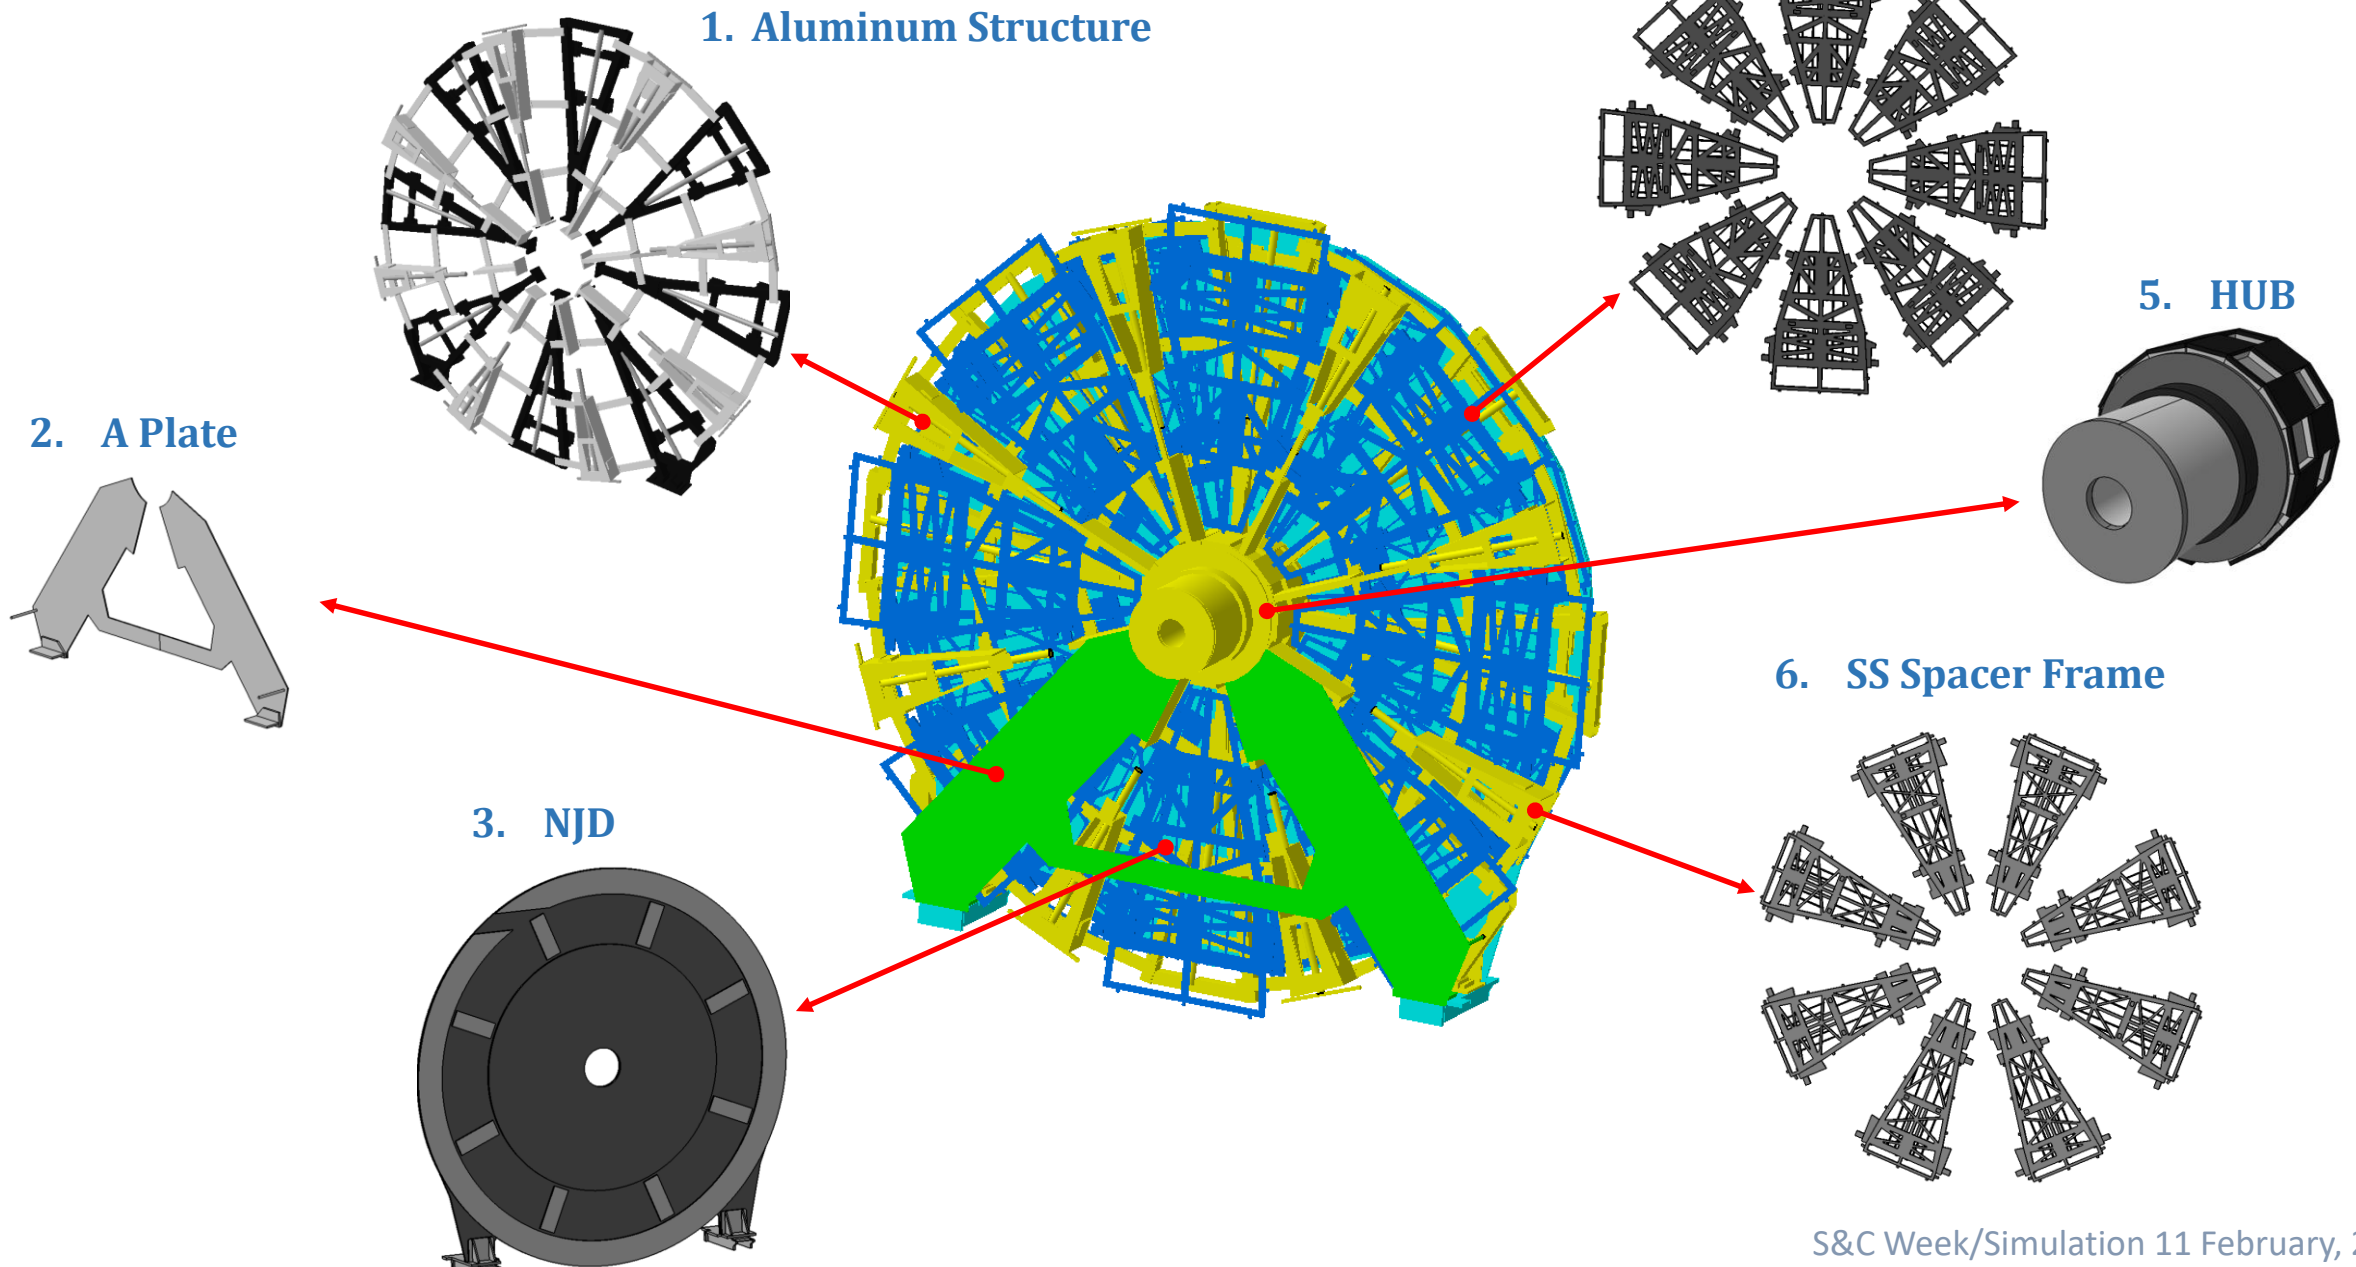 1. Aluminum Structure
5. HUB
2. A Plate
6. SS Spacer Frame
3. NJD
S&C Week/Simulation 11 February,